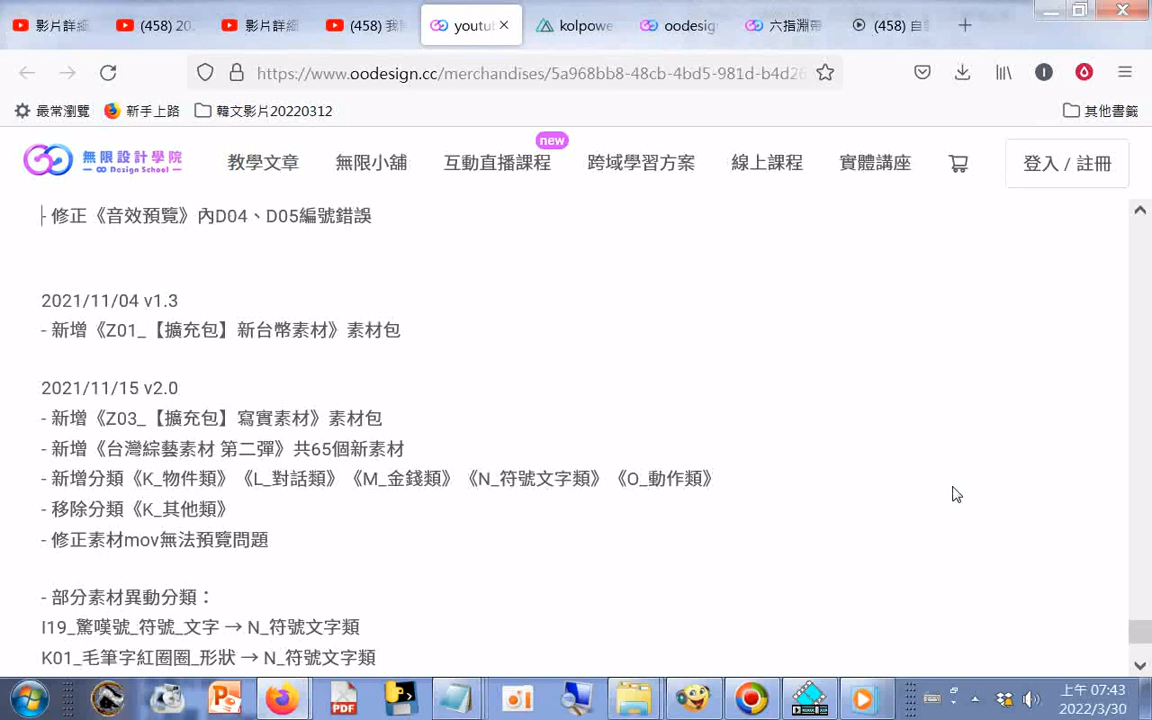 影片詳細
(458) 20
影片詳細
(458) 我
youtu
kolpowe
oodesig
六指淵
(458) 自
https://www.oodesign.cc/merchandises/5a968bb8-48cb-4bd5-981d-b4d2
最常瀏覽
新手上路
韓文影片20220312
其他書籤
無限設計學院
Design School
教學文章
無限小舖
new
互動直播課程
跨域學習方案
線上課程
實體講座
登入 / 註冊
- 修正《音效預覽》內D04、D05編號錯誤
2021/11/04 v1.3
- 新增《Z01_【擴充包】新台幣素材》素材包
2021/11/15 v2.0
- 新增《Z03_【擴充包】寫實素材》素材包
- 新增《台灣綜藝素材 第二彈》共65個新素材
- 新增分類《K_物件類》《L_對話類》《M_金錢類》《N_符號文字類》《O_動作類》
- 移除分類《K_其他類》
- 修正素材mov無法預覽問題
- 部分素材異動分類：
I19_驚嘆號_符號_文字 → N_符號文字類
K01_毛筆字紅圈圈_形狀 → N_符號文字類
PDF
上午 07:43
2022/3/30